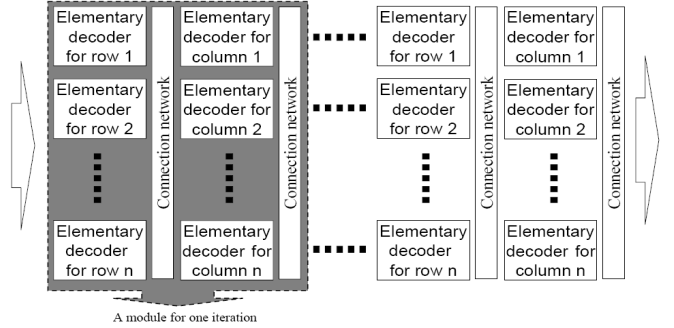 Elementary
decoder
for row 1
Connection network
Elementary
decoder for
column 1
Connection network
Elementary
decoder
for row 1
Connection network
Elementary
decoder for
column 1
Connection network
Elementary
decoder
for row 2
Elementary
decoder for
column 2
Elementary
decoder
for row 2
Elementary
decoder for
column 2
Elementary
decoder
for row n
Elementary
decoder for
column n
Elementary
decoder
for row n
Elementary
decoder for
column n
A module for one iteration